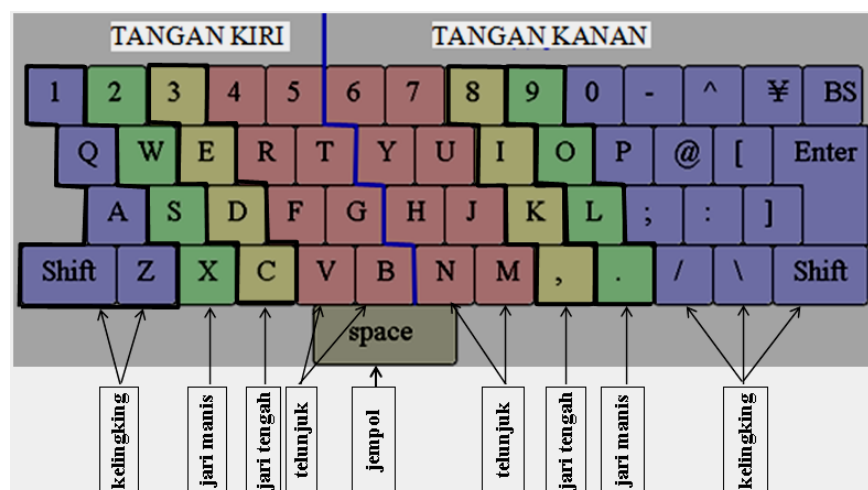 TANGAN KIRI TANGAN KANAN
1 2 3 4 5 6 7 8 9 0 - ^ ¥ BS
Q W E R T Y U I O P @ [ Enter
A S D F G H J K L ; : ]
Shift Z X C V B N M , . / \ Shift
space
kelingking
jari manis
jari tengah
telunjuk
jempol
telunjuk
jari tengah
jari manis
kelingking